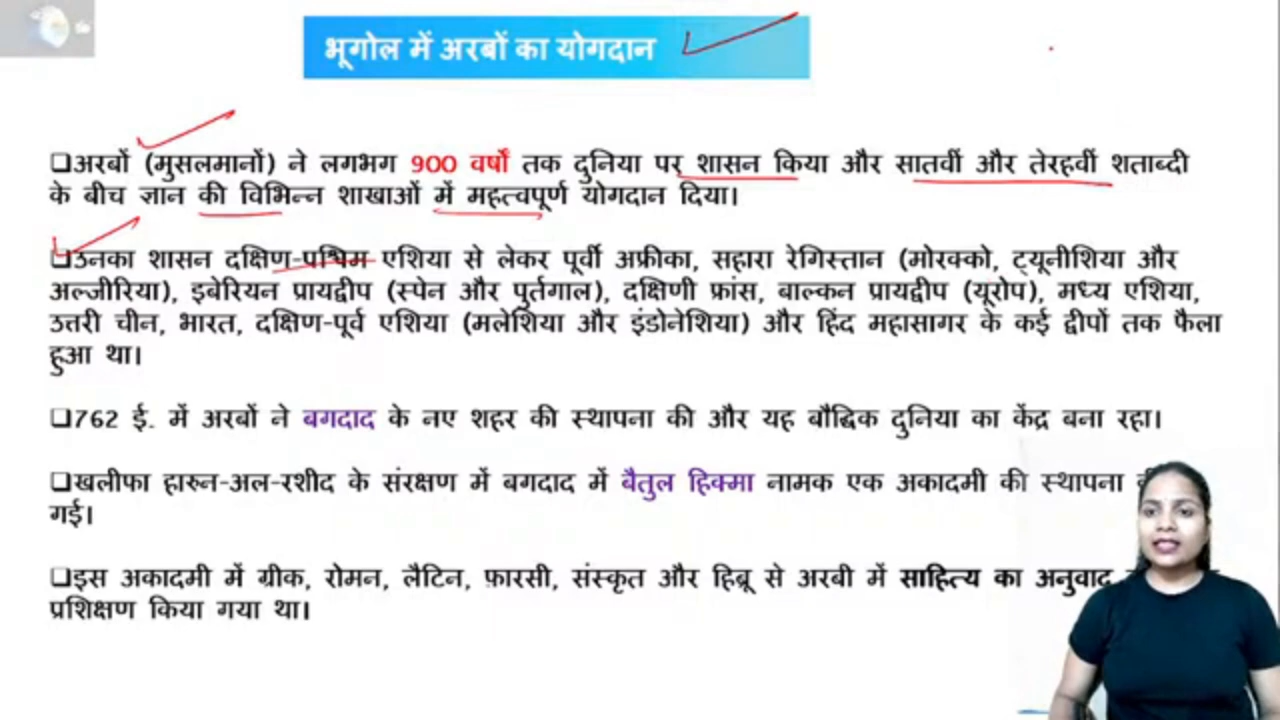 भूगोल में अरबों का योगदान
❑अरबों (मुसलमानों) ने लगभग 900 वर्षों तक दुनिया पर शासन किया और सातवीं और तेरहवीं शताब्दी
के बीच ज्ञान की विभिन्न शाखाओं में महत्वपूर्ण योगदान दिया।
❑उनका शासन दक्षिण-पश्चिम एशिया से लेकर पूर्वी अफ्रीका, सहारा रेगिस्तान (मोरक्को, ट्यूनीशिया और
अल्जीरिया), इबेरियन प्रायद्वीप (स्पेन और पुर्तगाल), दक्षिणी फ्रांस, बाल्कन प्रायद्वीप (यूरोप), मध्य एशिया,
उत्तरी चीन, भारत, दक्षिण-पूर्व एशिया (मलेशिया और इंडोनेशिया) और हिंद महासागर के कई द्वीपों तक फैला
हुआ था।
❑762 ई. में अरबों ने बगदाद के नए शहर की स्थापना की और यह बौद्धिक दुनिया का केंद्र बना रहा।
❑खलीफा हारुन-अल-रशीद के संरक्षण में बगदाद में बैतुल हिक्मा नामक एक अकादमी की स्थापना
गई।
❑इस अकादमी में ग्रीक, रोमन, लैटिन, फ़ारसी, संस्कृत और हिब्रू से अरबी में साहित्य का अनुवाद
प्रशिक्षण किया गया था।